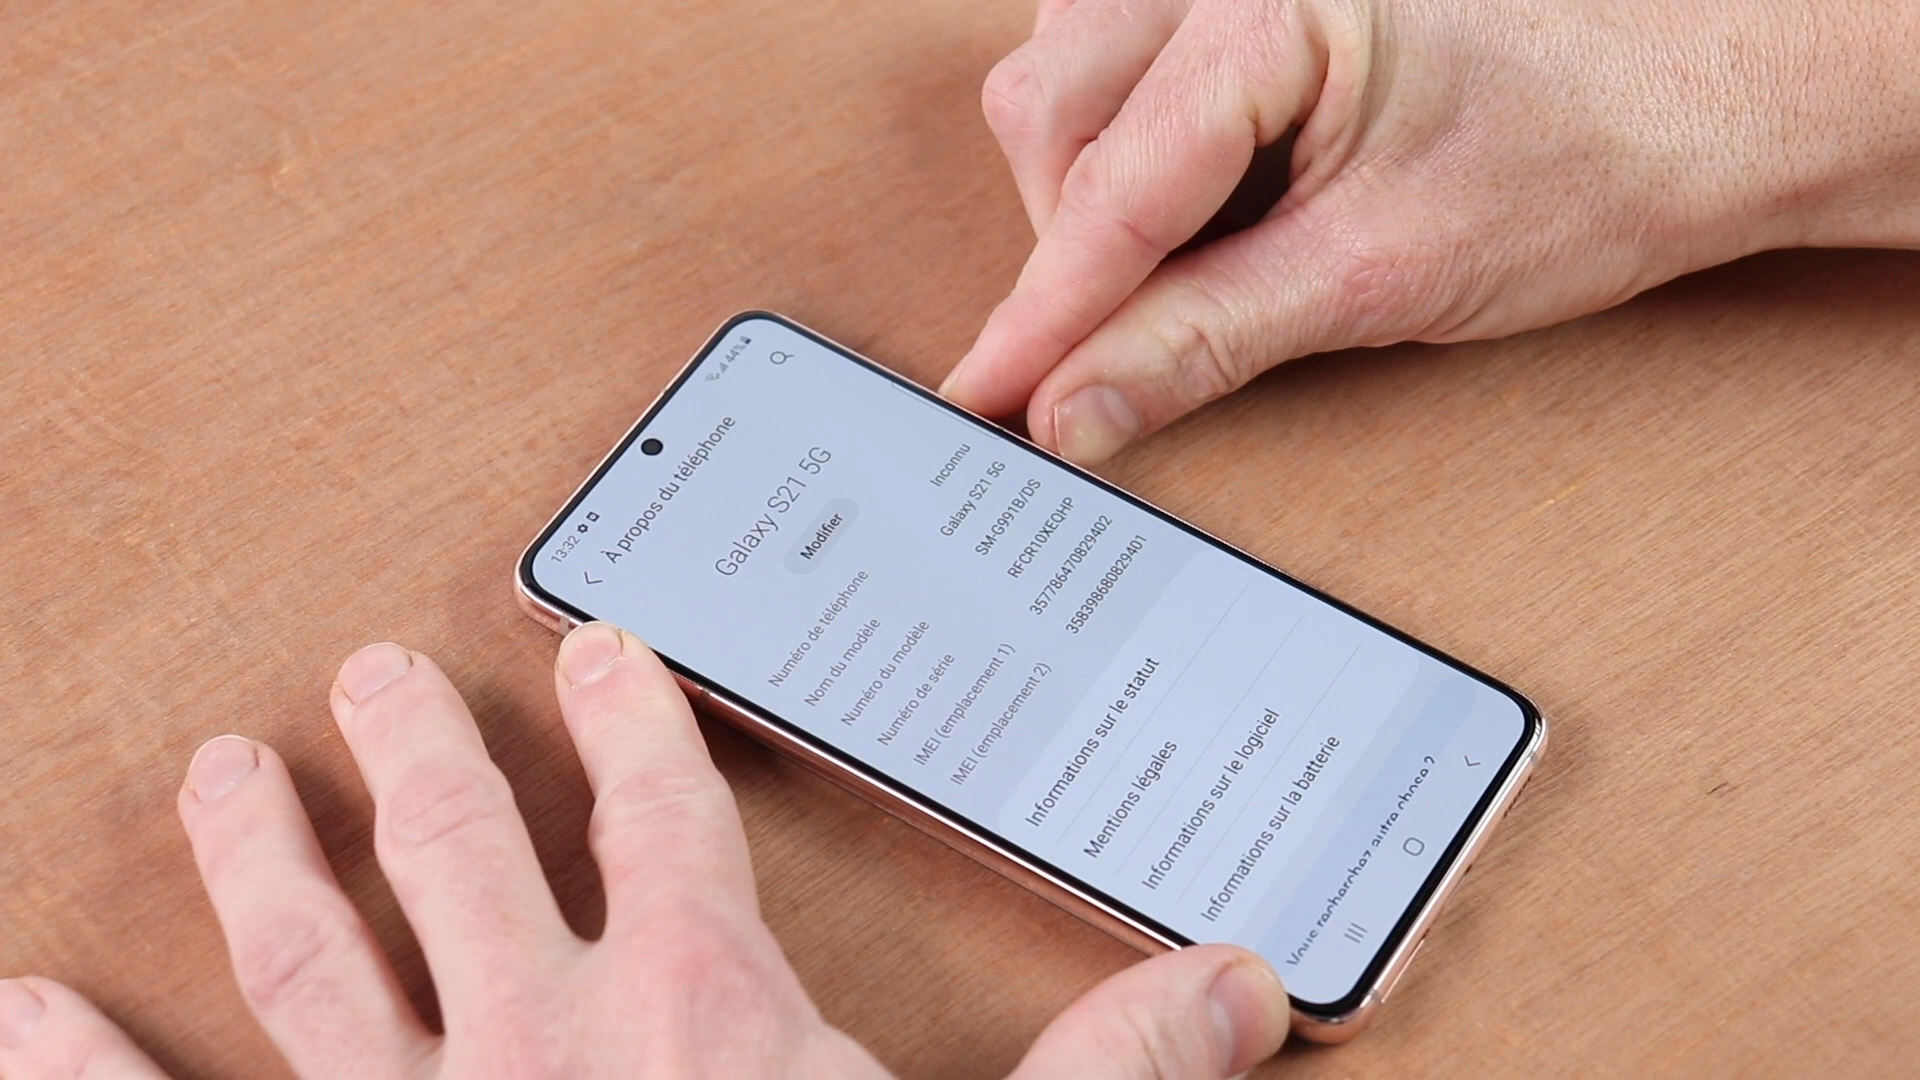 13:32
44%
À propos du téléphone
Galaxy S21 5G
Modifier
Numéro de téléphone Inconnu
Nom du modèle Galaxy S21 5G
Numéro du modèle SM-G991B/DS
Numéro de série RFCR10XEQHP
IMEI (emplacement 1) 357786470829402
IMEI (emplacement 2) 358398680829401
Informations sur le statut
Mentions légales
Informations sur le logiciel
Informations sur la batterie
Vous recherchez autre chose ?